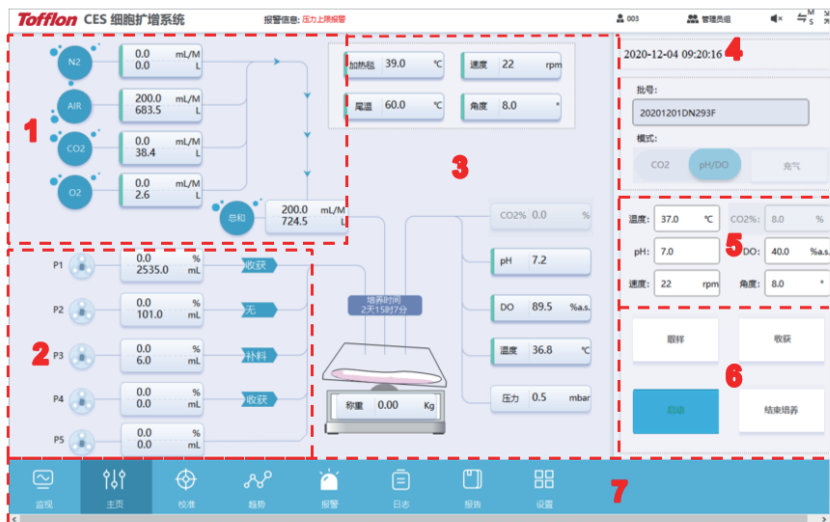 Tofflon CES 细胞扩增系统
报警信息: 压力上限报警
003
管理员组
M
S
N2 0.0 mL/M
0.0 L
AIR 200.0 mL/M
683.5 L
CO2 0.0 mL/M
38.4 L
O2 0.0 mL/M
2.6 L
总和 200.0 mL/M
724.5 L
1
加热毯 39.0 ℃
速度 22 rpm
尾温 60.0 ℃
角度 8.0 °
3
P1 0.0 %
2535.0 mL
收获
P2 0.0 %
101.0 mL
无
P3 0.0 %
6.0 mL
补料
P4 0.0 %
0.0 mL
收获
P5 0.0 %
0.0 mL
2
培养时间
2天15时7分
称重 0.00 Kg
CO2% 0.0 %
pH 7.2
DO 89.5 %a.s.
温度 36.8 ℃
压力 0.5 mbar
2020-12-04 09:20:16
4
批号:
20201201DN293F
模式:
CO2 pH/DO 充气
温度: 37.0 ℃ CO2%: 8.0 %
pH: 7.0 DO: 40.0 %a.s.
速度: 22 rpm 角度: 8.0 °
5
取样 收获
启动 结束培养
6
监视 主页 校准 趋势 报警 日志 报告 设置
7